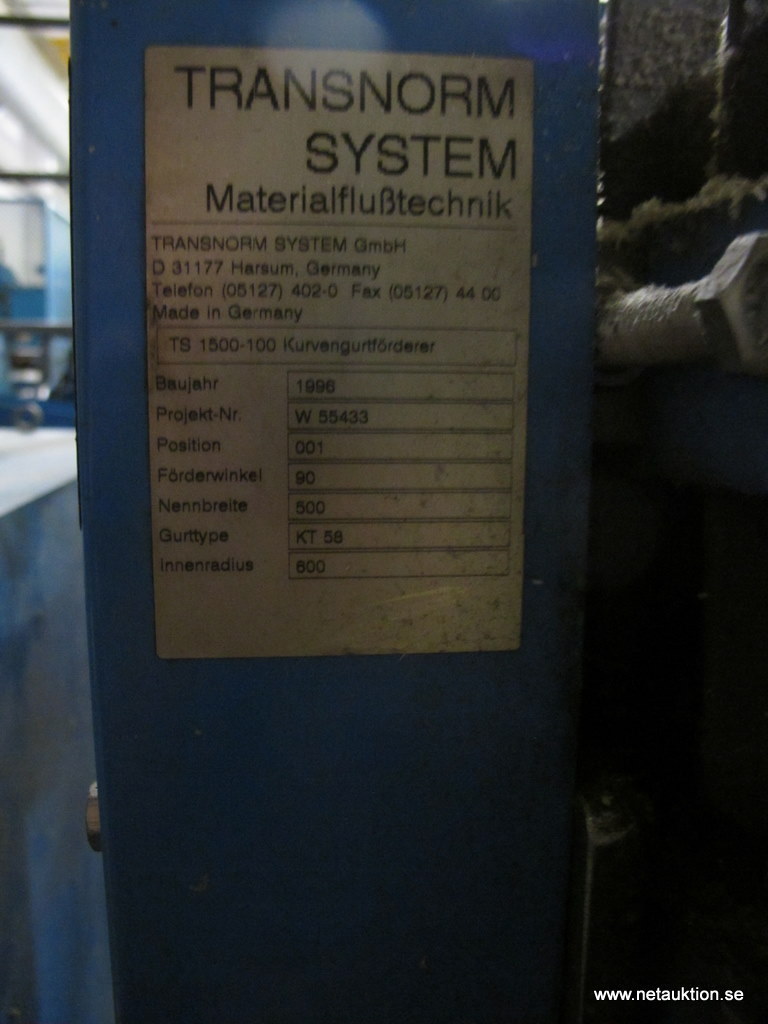 TRANSNORM
SYSTEM
Materialflußtechnik
TRANSNORM SYSTEM GmbH
D 31177 Harsum, Germany
Telefon (05127) 402-0 Fax (05127) 44 00
Made in Germany
TS 1500-100 Kurvengurtförderer
Baujahr 1996
Projekt-Nr. W 55433
Position 001
Förderwinkel 90
Nennbreite 500
Gurttype KT 58
Innenradius 600
www.netauktion.se